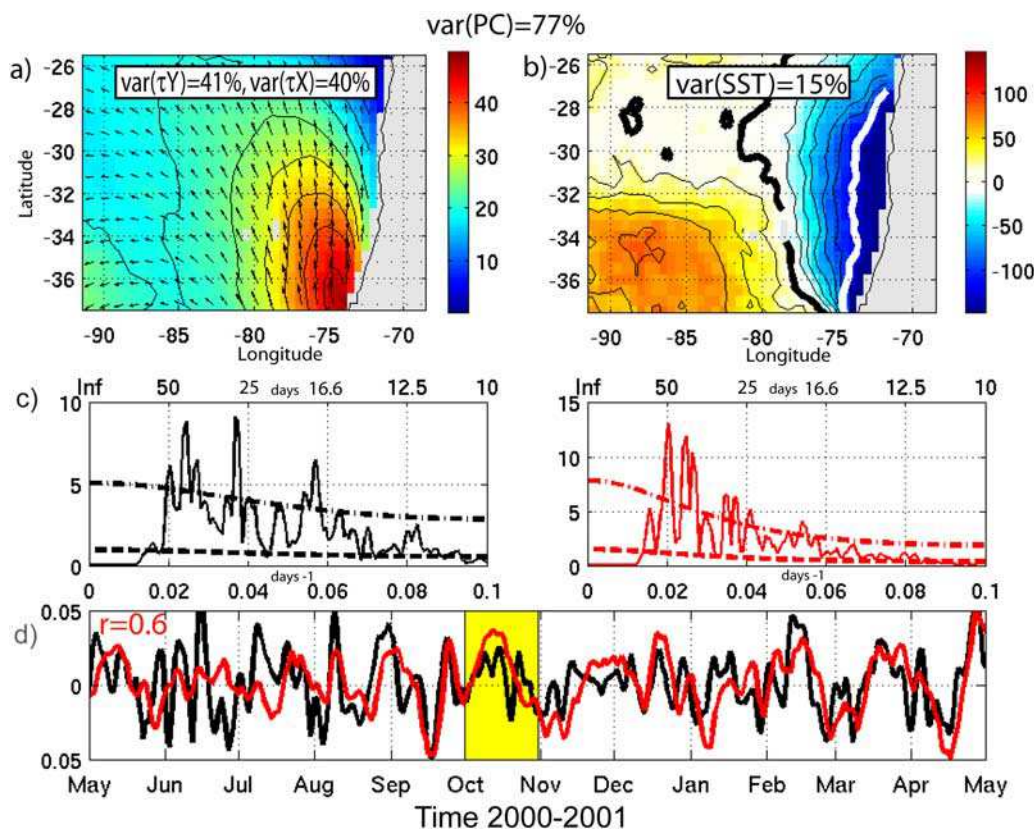 var(PC)=77%
a)
b)
var(τY)=41%, var(τX)=40%
var(SST)=15%
-26
-28
-30
-32
-34
-36
Latitude
40
30
20
10
-26
-28
-30
-32
-34
-36
100
50
0
-50
-100
-90 -85 -80 -75 -70
Longitude
-90 -85 -80 -75 -70
Longitude
c)
Inf 50 25 days 16.6 12.5 10
Inf 50 25 days 16.6 12.5 10
10
5
0
15
10
5
0
0 0.02 0.04 0.06 0.08 0.1
days -1
0 0.02 0.04 0.06 0.08 0.1
days -1
d)
0.05
0
0.05
r=0.6
May Jun Jul Aug Sep Oct Nov Dec Jan Feb Mar Apr May
Time 2000-2001